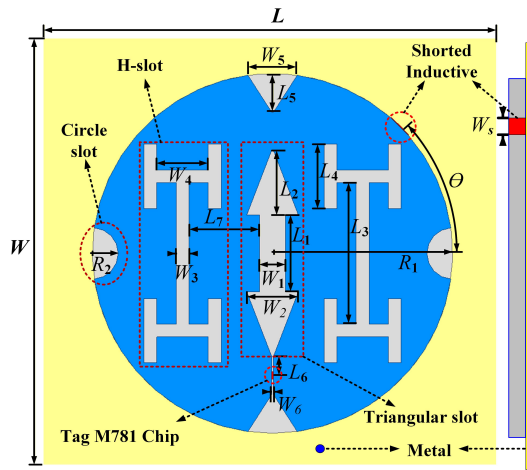 L
H-slot
W5
Shorted
Inductive
L5
Circle
slot
Ws
W4
L4
L2
Θ
L7
L3
W
L1
R2
W3
W1
R1
W2
L6
W6
Triangular slot
Tag M781 Chip
Metal